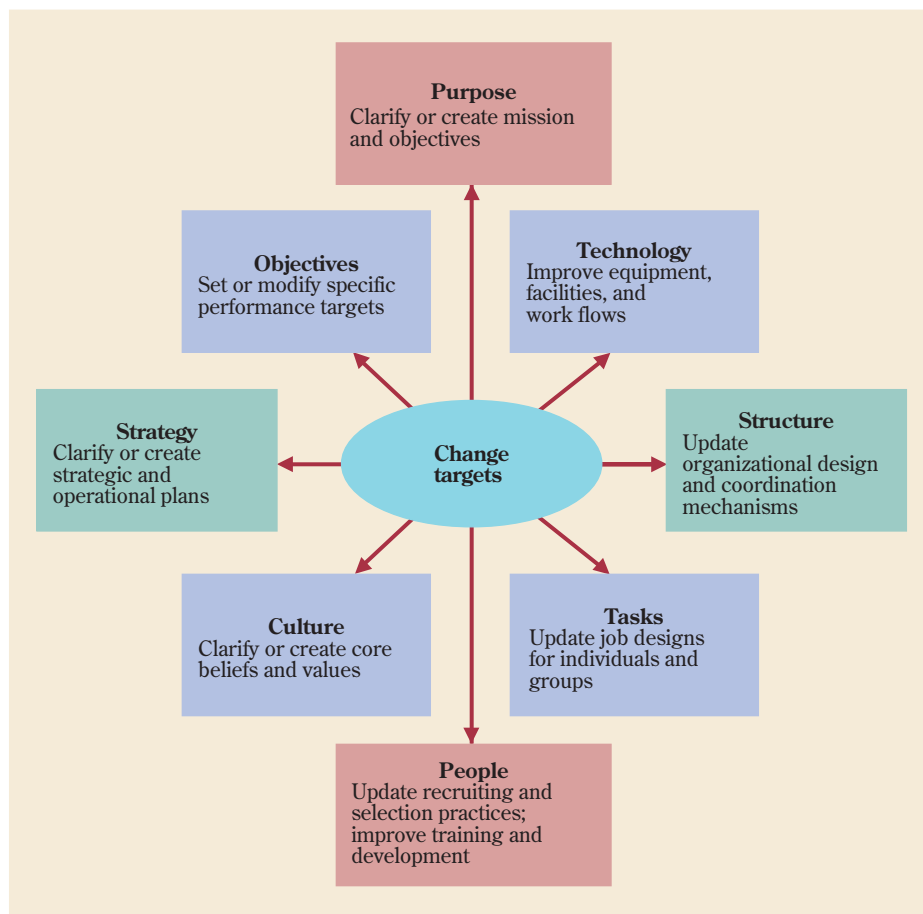 Purpose
Clarify or create mission
and objectives
Objectives
Set or modify specific
performance targets
Technology
Improve equipment,
facilities, and
work flows
Strategy
Clarify or create
strategic and
operational plans
Change
targets
Structure
Update
organizational design
and coordination
mechanisms
Culture
Clarify or create core
beliefs and values
Tasks
Update job designs
for individuals and
groups
People
Update recruiting and
selection practices;
improve training and
development